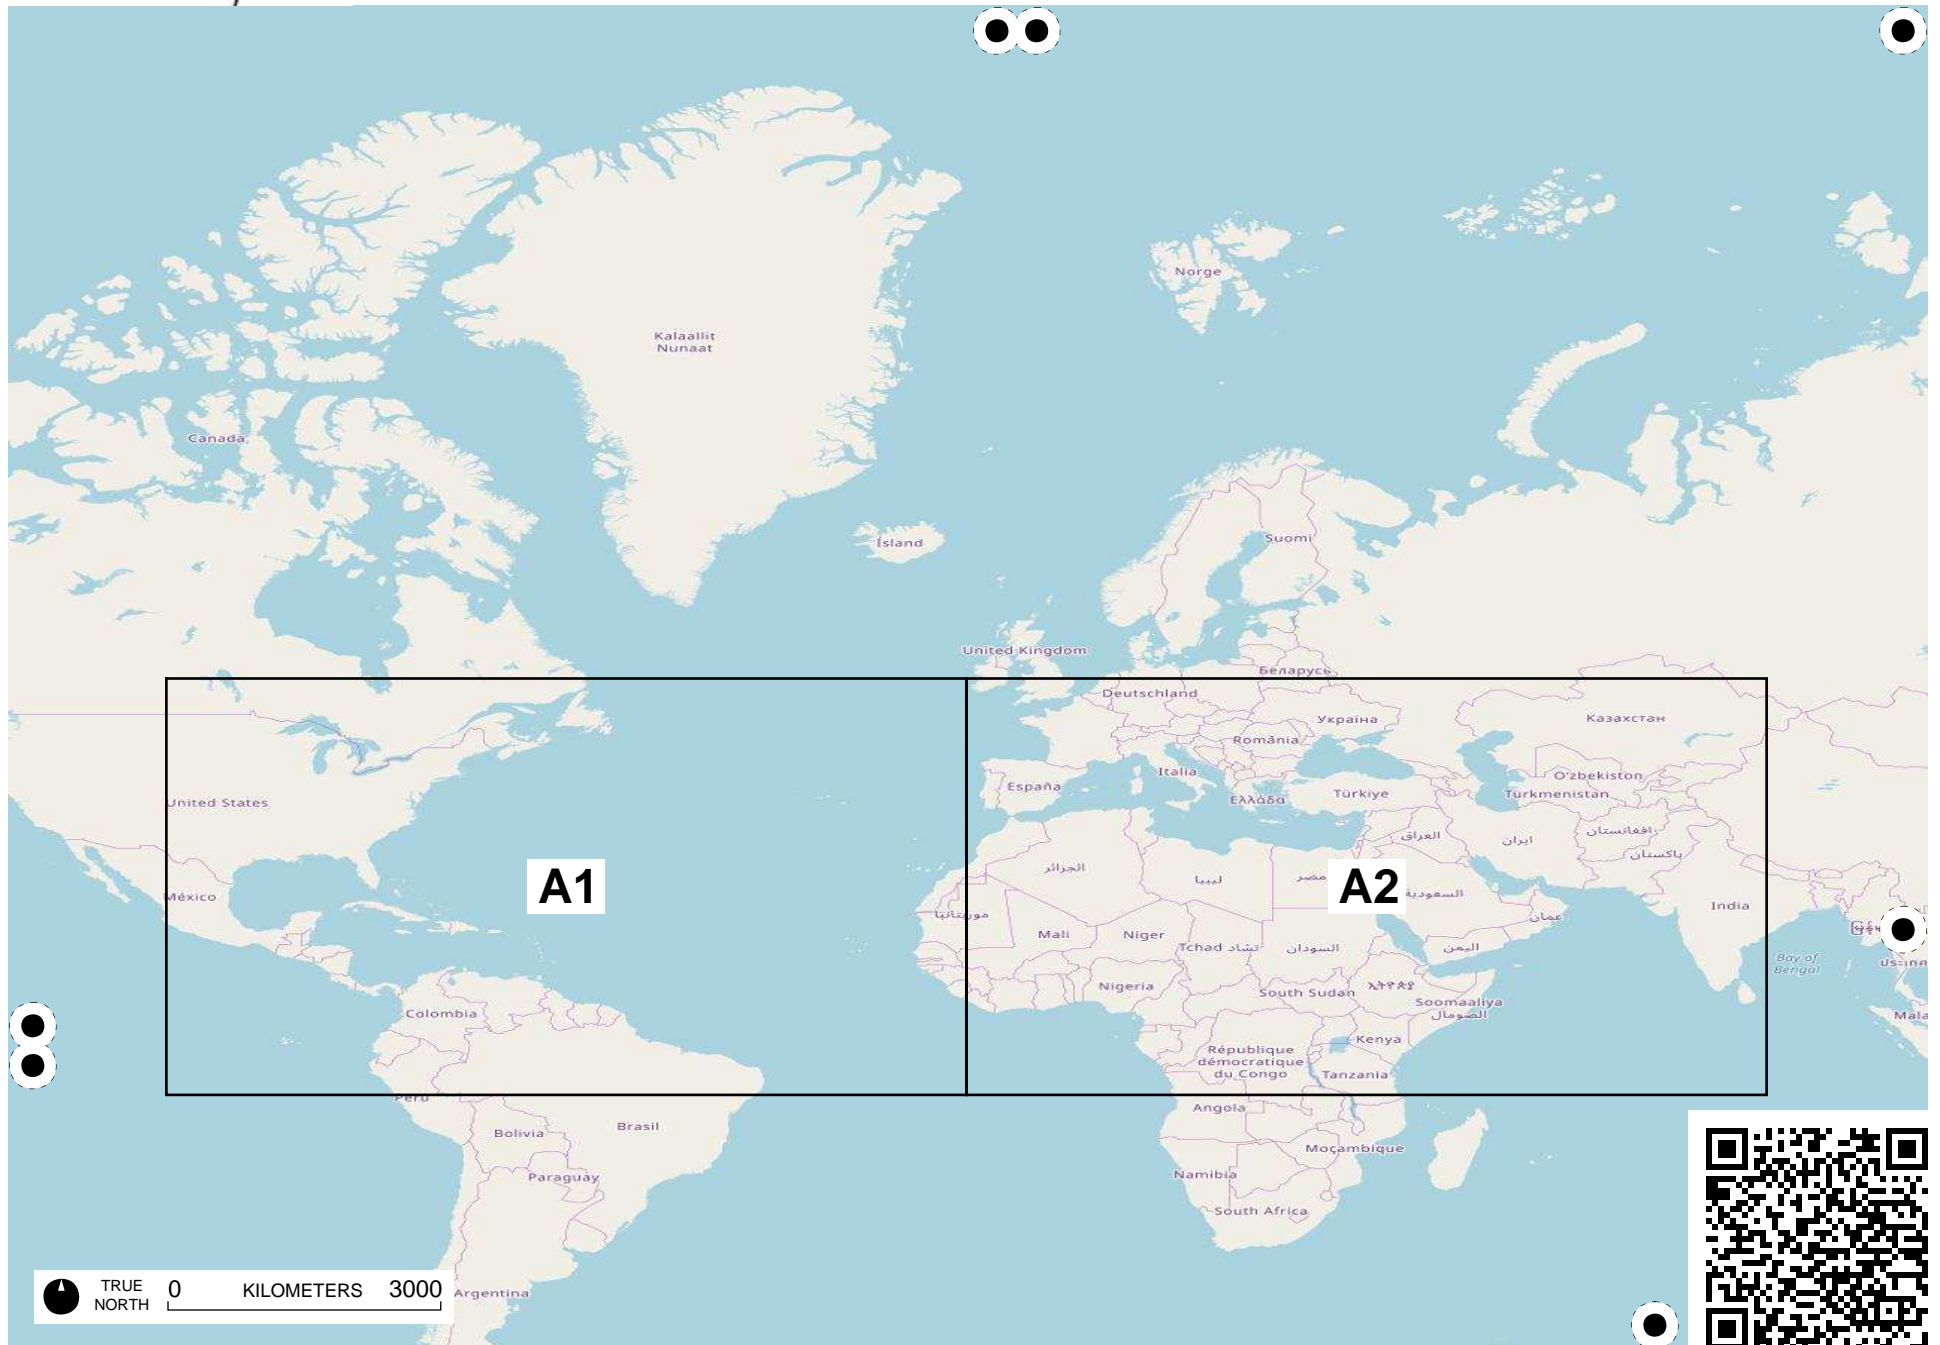 Norge
Kalaallit
Nunaat
Canada
Suomi
Ísland
United Kingdom
Беларусь
Deutschland
Україна
Казахстан
România
Italia
O'zbekiston
España
Türkiye
Turkmenistan
Ελλάδα
United States
العراق
افغانستان
ایران
پاکستان
الجزائر
A1
ليبيا
مصر
A2
السعودية
México
India
موريتانيا
عمان
Mali
Niger
Tchad تشاد
السودان
اليمن
Bay of
Bengal
Nigeria
South Sudan
ኢትዮጵያ
Soomaaliya
الصومال
Colombia
Mala
Kenya
République
démocratique
du Congo
Tanzania
Perú
Angola
Brasil
Bolivia
Moçambique
Paraguay
Namibia
South Africa
TRUE
NORTH
0 KILOMETERS 3000
Argentina